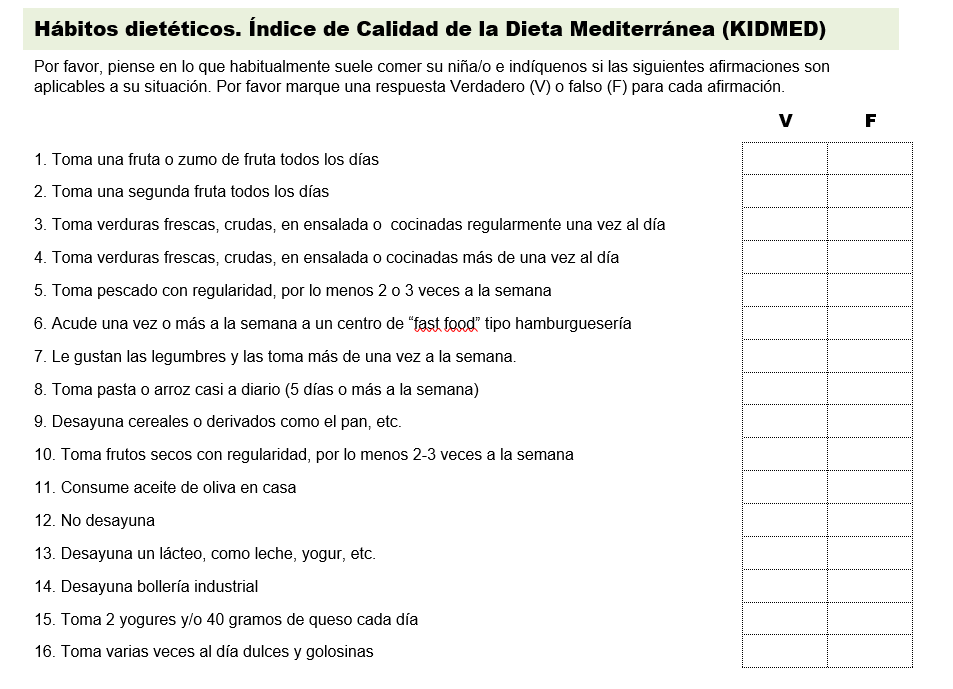 Hábitos dietéticos. Índice de Calidad de la Dieta Mediterránea (KIDMED)
Por favor, piense en lo que habitualmente suele comer su niña/o e indíquenos si las siguientes afirmaciones son
aplicables a su situación. Por favor marque una respuesta Verdadero (V) o falso (F) para cada afirmación.
V F
1. Toma una fruta o zumo de fruta todos los días
2. Toma una segunda fruta todos los días
3. Toma verduras frescas, crudas, en ensalada o  cocinadas regularmente una vez al día
4. Toma verduras frescas, crudas, en ensalada o cocinadas más de una vez al día
5. Toma pescado con regularidad, por lo menos 2 o 3 veces a la semana
6. Acude una vez o más a la semana a un centro de “fast food” tipo hamburguesería
7. Le gustan las legumbres y las toma más de una vez a la semana.
8. Toma pasta o arroz casi a diario (5 días o más a la semana)
9. Desayuna cereales o derivados como el pan, etc.
10. Toma frutos secos con regularidad, por lo menos 2-3 veces a la semana
11. Consume aceite de oliva en casa
12. No desayuna
13. Desayuna un lácteo, como leche, yogur, etc.
14. Desayuna bollería industrial
15. Toma 2 yogures y/o 40 gramos de queso cada día
16. Toma varias veces al día dulces y golosinas